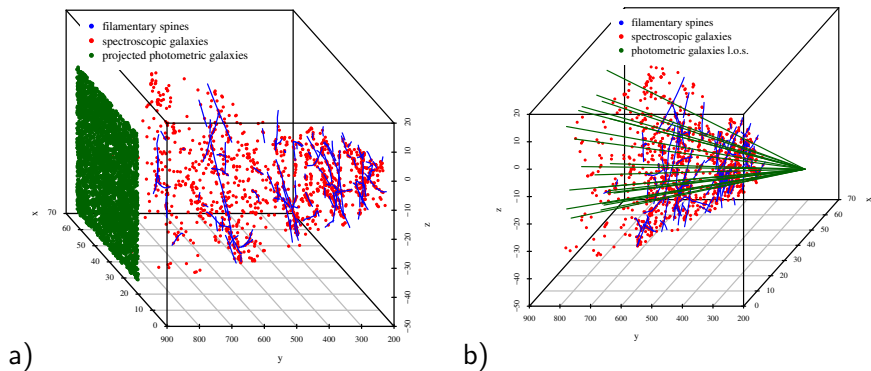 filamentary spines
spectroscopic galaxies
projected photometric galaxies
x
70
60
50
40
30
20
10
0
900 800 700 600 500 400 300 200
y
20
10
0
−10
−20
−30
−50
z
a)
filamentary spines
spectroscopic galaxies
photometric galaxies l.o.s.
z
20
10
0
−10
−20
−30
−40
−50
900 800 700 600 500 400 300 200
y
0
10
20
30
40
50
60
70
x
b)